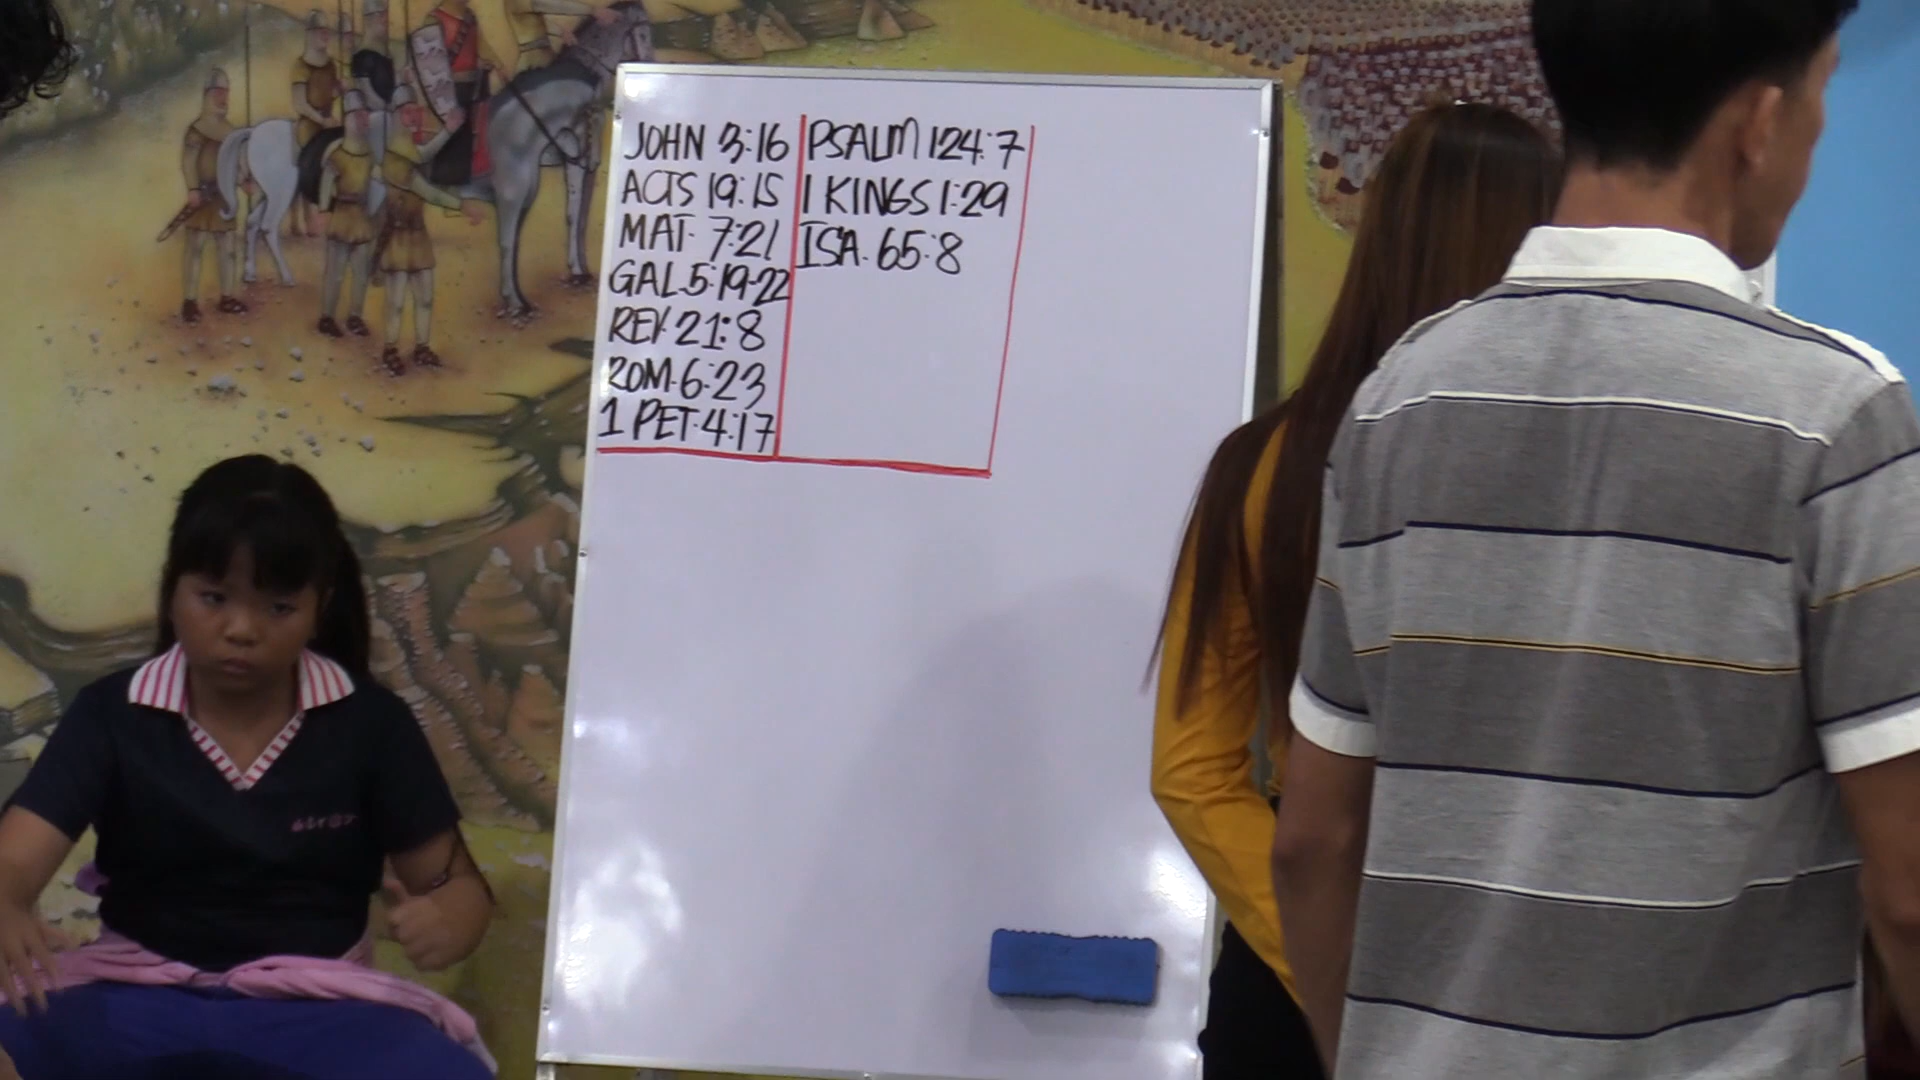 JOHN 3:16
ACTS 19:15
MAT. 7:21
GAL.5:19-22
REV.21:8
ROM.6:23
1 PET.4:17
PSALM 124:7
1 KINGS 1:29
ISA. 65:8